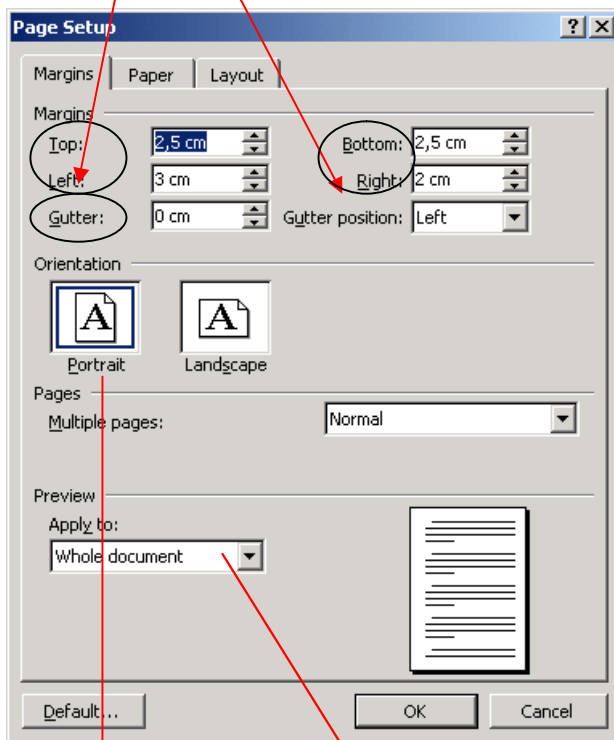 Page Setup
Margins Paper Layout
Margins
Top: 2,5 cm Bottom: 2,5 cm
Left: 3 cm Right: 2 cm
Gutter: 0 cm Gutter position: Left
Orientation
A A
Portrait Landscape
Pages
Multiple pages: Normal
Preview
Apply to:
Whole document
Default... OK Cancel